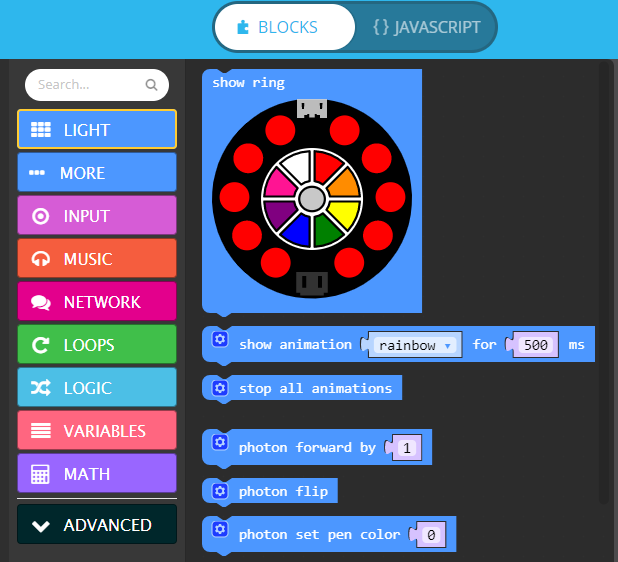 BLOCKS
{ } JAVASCRIPT
Search...
LIGHT
MORE
INPUT
MUSIC
NETWORK
LOOPS
LOGIC
VARIABLES
MATH
ADVANCED
show ring
show animation rainbow for 500 ms
stop all animations
photon forward by 1
photon flip
photon set pen color 0